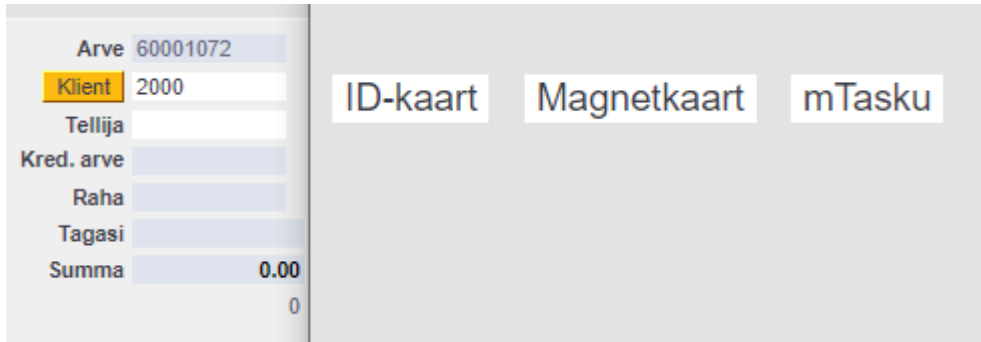 Arve 60001072
Klient 2000
Tellija
Kred. arve
Raha
Tagasi
Summa 0.00
0
ID-kaart Magnetkaart mTasku